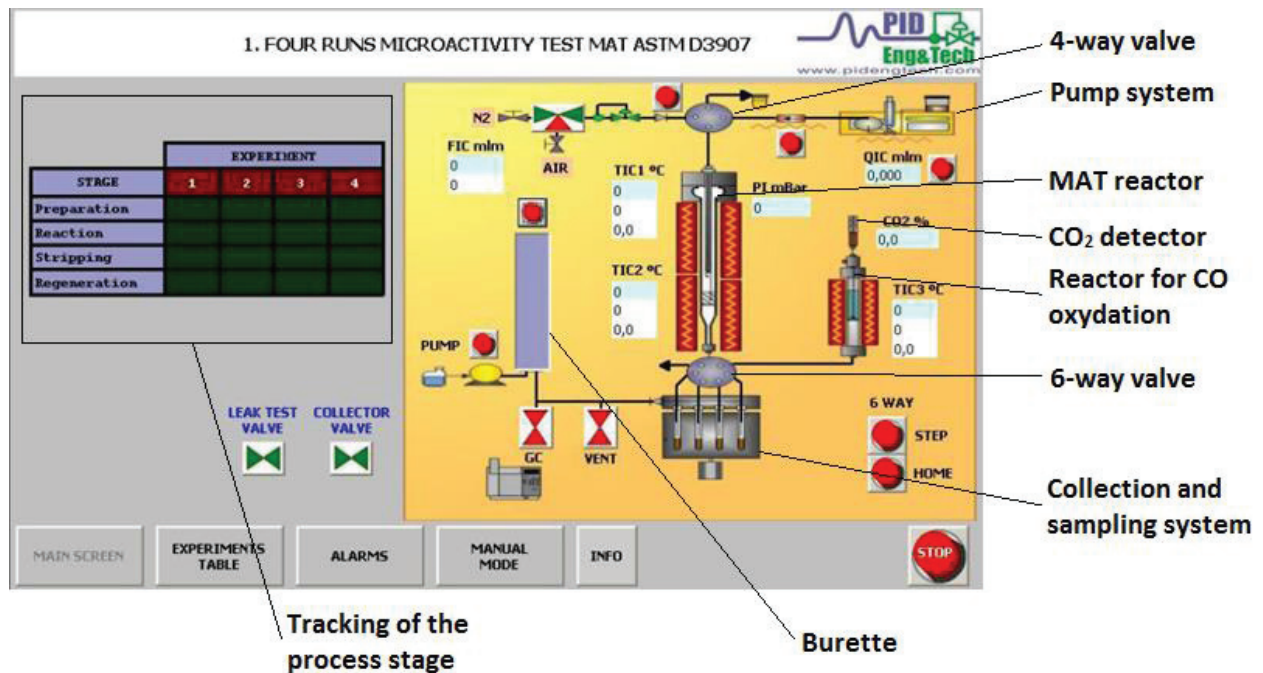 1. FOUR RUNS MICROACTIVITY TEST MAT ASTM D3907
PID
Eng&Tech
www.pidengtech.com
EXPERIMENT
STAGE 1 2 3 4
Preparation
Reaction
Stripping
Regeneration
LEAK TEST
VALVE
COLLECTOR
VALVE
N2
AIR
FIC mlm
0
0
TIC1 ºC
0
0
0,0
PI mBar
0
QIC mlm
0,000
CO2 %
0,0
TIC2 ºC
0
0
0,0
TIC3 ºC
0
0
0,0
PUMP
GC
VENT
6 WAY
STEP
HOME
MAIN SCREEN
EXPERIMENTS
TABLE
ALARMS
MANUAL
MODE
INFO
STOP
4-way valve
Pump system
MAT reactor
CO2 detector
Reactor for CO
oxydation
6-way valve
Collection and
sampling system
Burette
Tracking of the
process stage